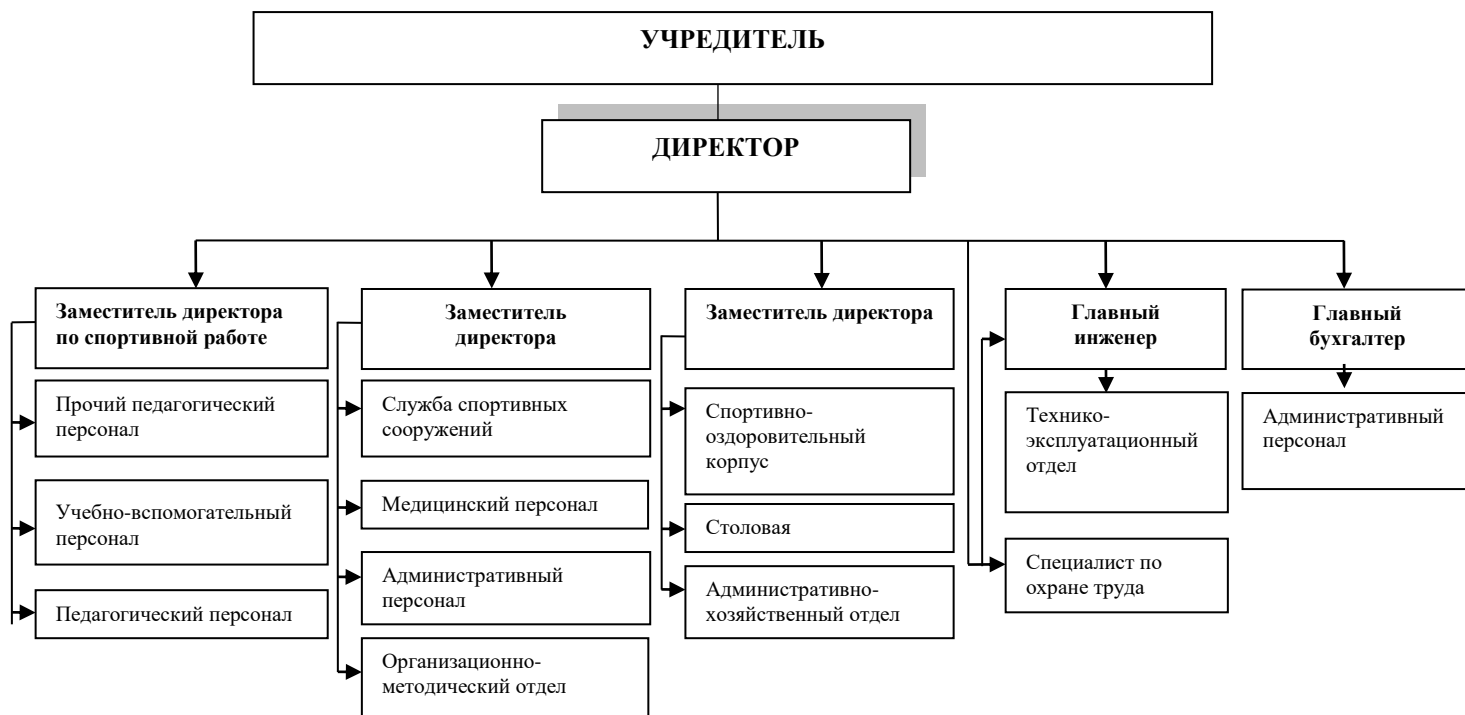 УЧРЕДИТЕЛЬ
ДИРЕКТОР
Заместитель директора
по спортивной работе
Прочий педагогический
персонал
Учебно-вспомогательный
персонал
Педагогический персонал
Заместитель
директора
Служба спортивных
сооружений
Медицинский персонал
Административный
персонал
Организационно-
методический отдел
Заместитель директора
Спортивно-
оздоровительный
корпус
Столовая
Административно-
хозяйственный отдел
Главный
инженер
Технико-
эксплуатационный
отдел
Специалист по
охране труда
Главный
бухгалтер
Административный
персонал